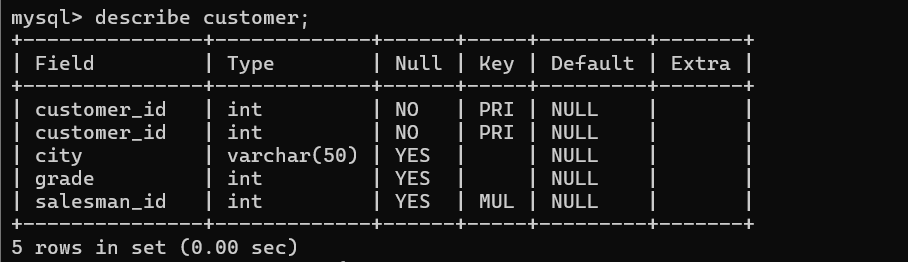 mysql> describe customer;
+----------------+-------------+------+-----+---------+-------+
| Field          | Type        | Null | Key | Default | Extra |
+----------------+-------------+------+-----+---------+-------+
| customer_id    | int         | NO   | PRI | NULL    |       |
| customer_id    | int         | NO   | PRI | NULL    |       |
| city           | varchar(50) | YES  |     | NULL    |       |
| grade          | int         | YES  |     | NULL    |       |
| salesman_id    | int         | YES  | MUL | NULL    |       |
+----------------+-------------+------+-----+---------+-------+
5 rows in set (0.00 sec)